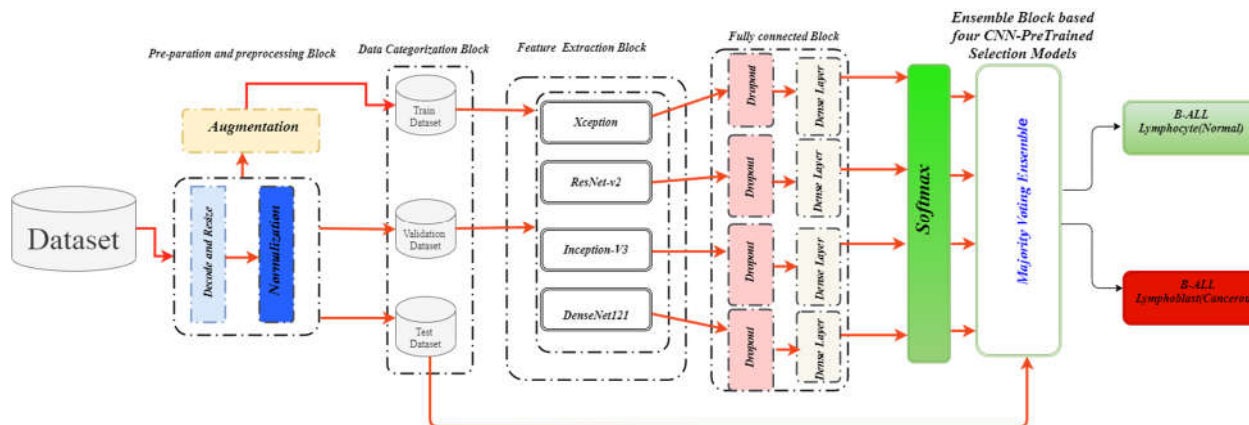 Ensemble Block based
four CNN-PreTrained
Selection Models
Pre-paration and preprocessing Block
Data Categorization Block
Feature Extraction Block
Fully connected Block
Dataset
Augmentation
Decode and Resize
Normalization
Train
Dataset
Validation
Dataset
Test
Dataset
Xception
ResNet-v2
Inception-V3
DenseNet121
Dropout
Dense Layer
Dropout
Dense Layer
Dropout
Dense Layer
Dropout
Dense Layer
Softmax
Majority Voting Ensemble
B-ALL
Lymphocyte(Normal)
B-ALL
Lymphoblast(Cancerou